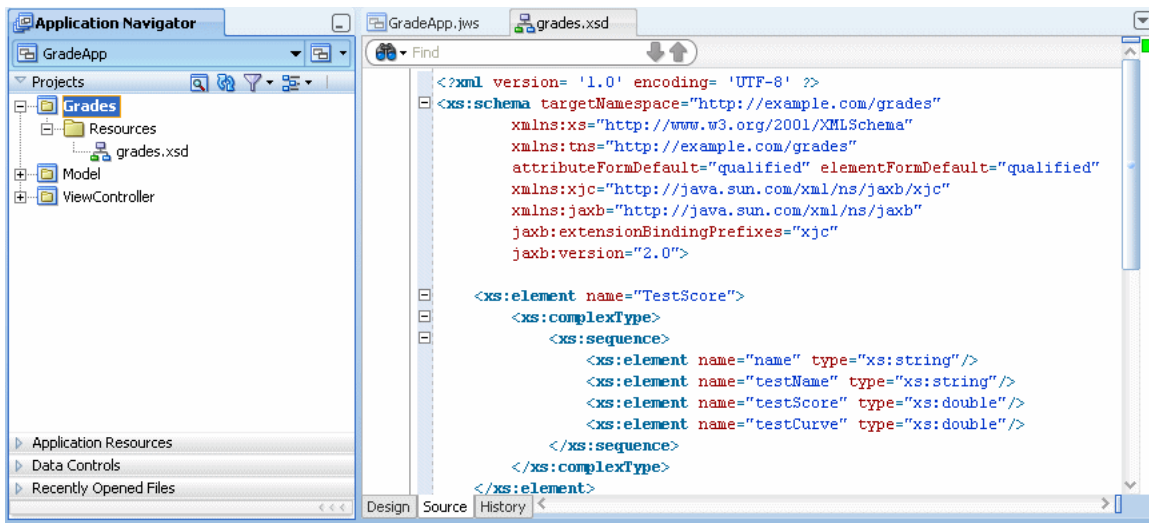 Application Navigator
GradeApp
Projects
Grades
Resources
grades.xsd
Model
ViewController
Application Resources
Data Controls
Recently Opened Files
GradeApp.jws
grades.xsd
Find
<?xml version= '1.0' encoding= 'UTF-8' ?>
<xs:schema targetNamespace="http://example.com/grades"
xmlns:xs="http://www.w3.org/2001/XMLSchema"
xmlns:tns="http://example.com/grades"
attributeFormDefault="qualified" elementFormDefault="qualified"
xmlns:xjc="http://java.sun.com/xml/ns/jaxb/xjc"
xmlns:jaxb="http://java.sun.com/xml/ns/jaxb"
jaxb:extensionBindingPrefixes="xjc"
jaxb:version="2.0">
<xs:element name="TestScore">
<xs:complexType>
<xs:sequence>
<xs:element name="name" type="xs:string"/>
<xs:element name="testName" type="xs:string"/>
<xs:element name="testScore" type="xs:double"/>
<xs:element name="testCurve" type="xs:double"/>
</xs:sequence>
</xs:complexType>
</xs:element>
Design Source History